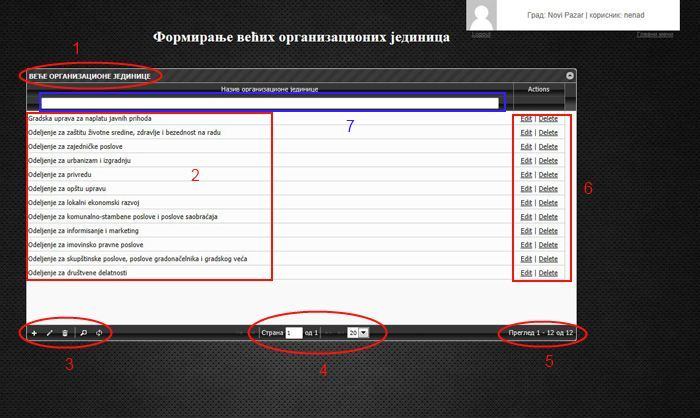 Град: Novi Pazar | корисник: nenad
Logout
Главни мени
Формирање већих организационих јединица
1
ВЕЋЕ ОРГАНИЗАЦИОНЕ ЈЕДИНИЦЕ
Назив организационе јединице
Actions
7
Gradska uprava za naplatu javnih prihoda
Edit | Delete
Odeljenje za zaštitu životne sredine, zdravlje i bezednost na radu
Edit | Delete
Odeljenje za zajedničke poslove
Edit | Delete
Odeljenje za urbanizam i izgradnju
Edit | Delete
Odeljenje za privredu
Edit | Delete
2
6
Odeljenje za opštu upravu
Edit | Delete
Odeljenje za lokalni ekonomski razvoj
Edit | Delete
Odeljenje za komunalno-stambene poslove i poslove saobraćaja
Edit | Delete
Odeljenje za informisanje i marketing
Edit | Delete
Odeljenje za imovinsko pravne poslove
Edit | Delete
Odeljenje za skupštinske poslove, poslove gradonačelnika i gradskog veća
Edit | Delete
Odeljenje za društvene delatnosti
Edit | Delete
Страна 1 од 1
20
Преглед 1 - 12 од 12
3
4
5